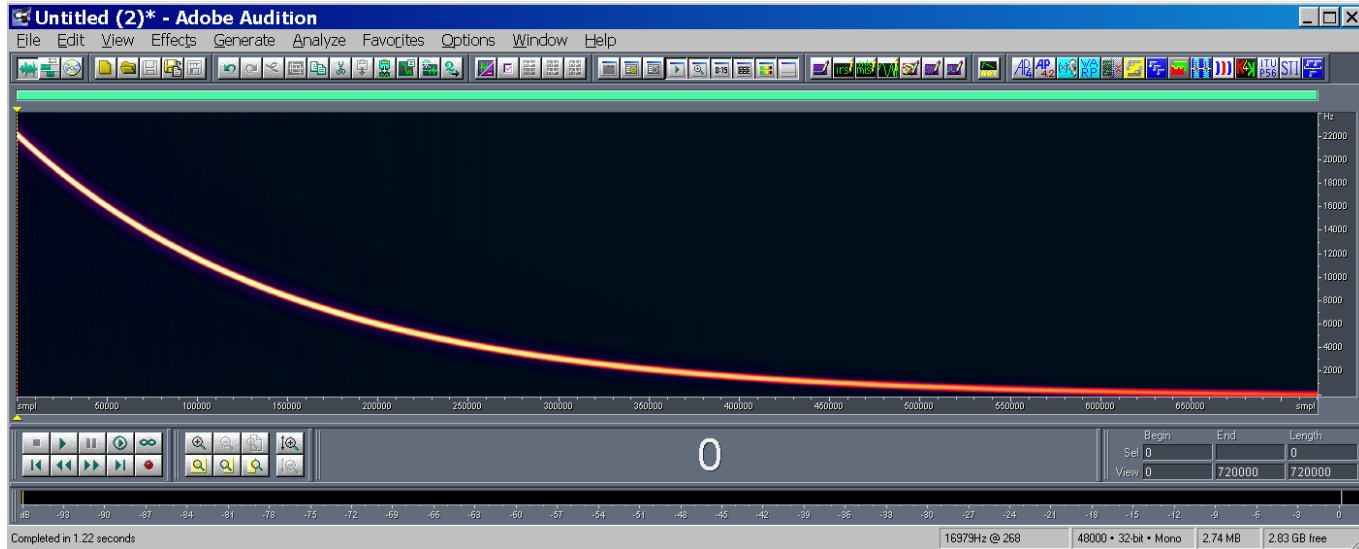 Untitled (2)* - Adobe Audition
File Edit View Effects Generate Analyze Favorites Options Window Help
Hz
22000
20000
18000
16000
14000
12000
10000
8000
6000
4000
2000
smpl 50000 100000 150000 200000 250000 300000 350000 400000 450000 500000 550000 600000 650000 smpl
0
Begin End Length
Sel 0 0
View 0 720000 720000
dB -93 -90 -87 -84 -81 -78 -75 -72 -69 -66 -63 -60 -57 -54 -51 -48 -45 -42 -39 -36 -33 -30 -27 -24 -21 -18 -15 -12 -9 -6 -3 0
Completed in 1.22 seconds 16979Hz @ 268 48000 • 32-bit • Mono 2.74 MB 2.83 GB free